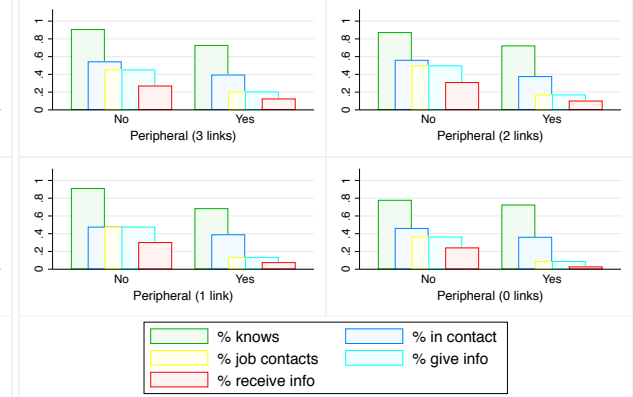 0 .2 .4 .6 .8 1
No Yes
Peripheral (3 links)
0 .2 .4 .6 .8 1
No Yes
Peripheral (2 links)
0 .2 .4 .6 .8 1
No Yes
Peripheral (1 link)
0 .2 .4 .6 .8 1
No Yes
Peripheral (0 links)
% knows % in contact
% job contacts % give info
% receive info